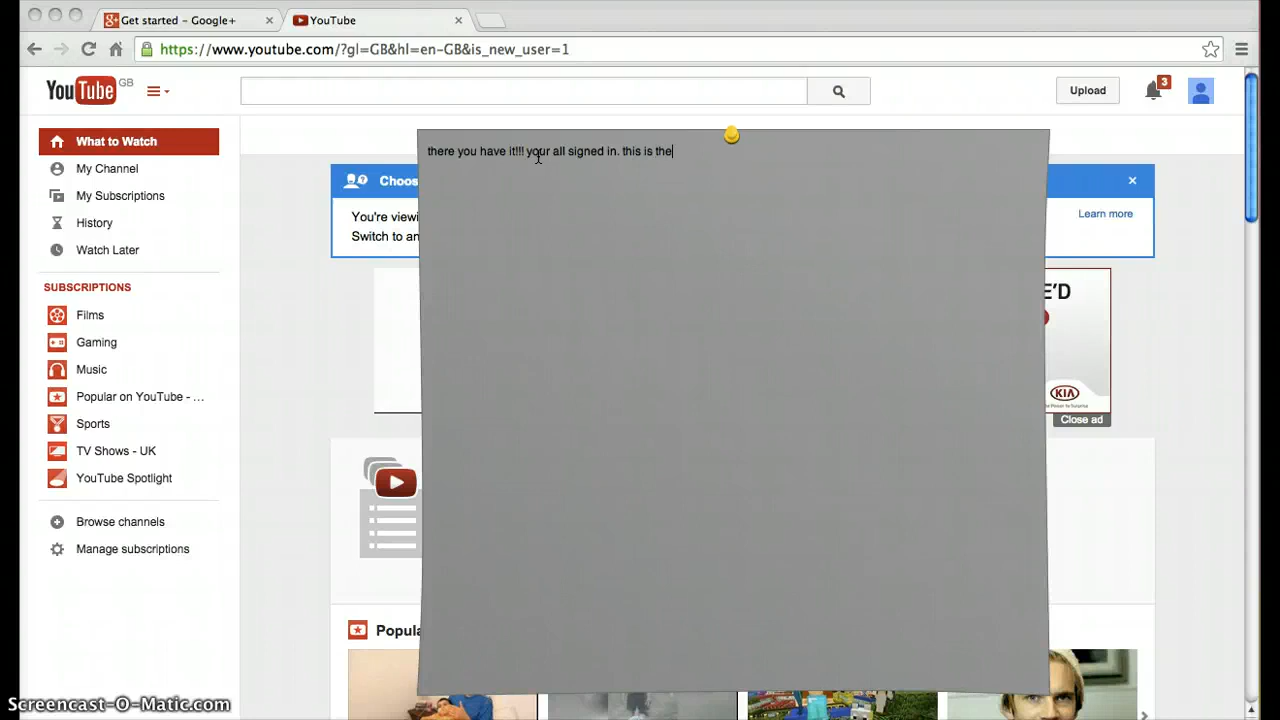 Get started - Google+
YouTube
https://www.youtube.com/?gl=GB&hl=en-GB&is_new_user=1
YouTube GB
Upload
3
there you have it!!! your all signed in. this is the
What to Watch
My Channel
My Subscriptions
History
Watch Later
SUBSCRIPTIONS
Films
Gaming
Music
Popular on YouTube - ...
Sports
TV Shows - UK
YouTube Spotlight
Browse channels
Manage subscriptions
Choos
You're viewi
Switch to an
Learn more
E'D
KIA
Close ad
Popula
Screencast-O-Matic.com